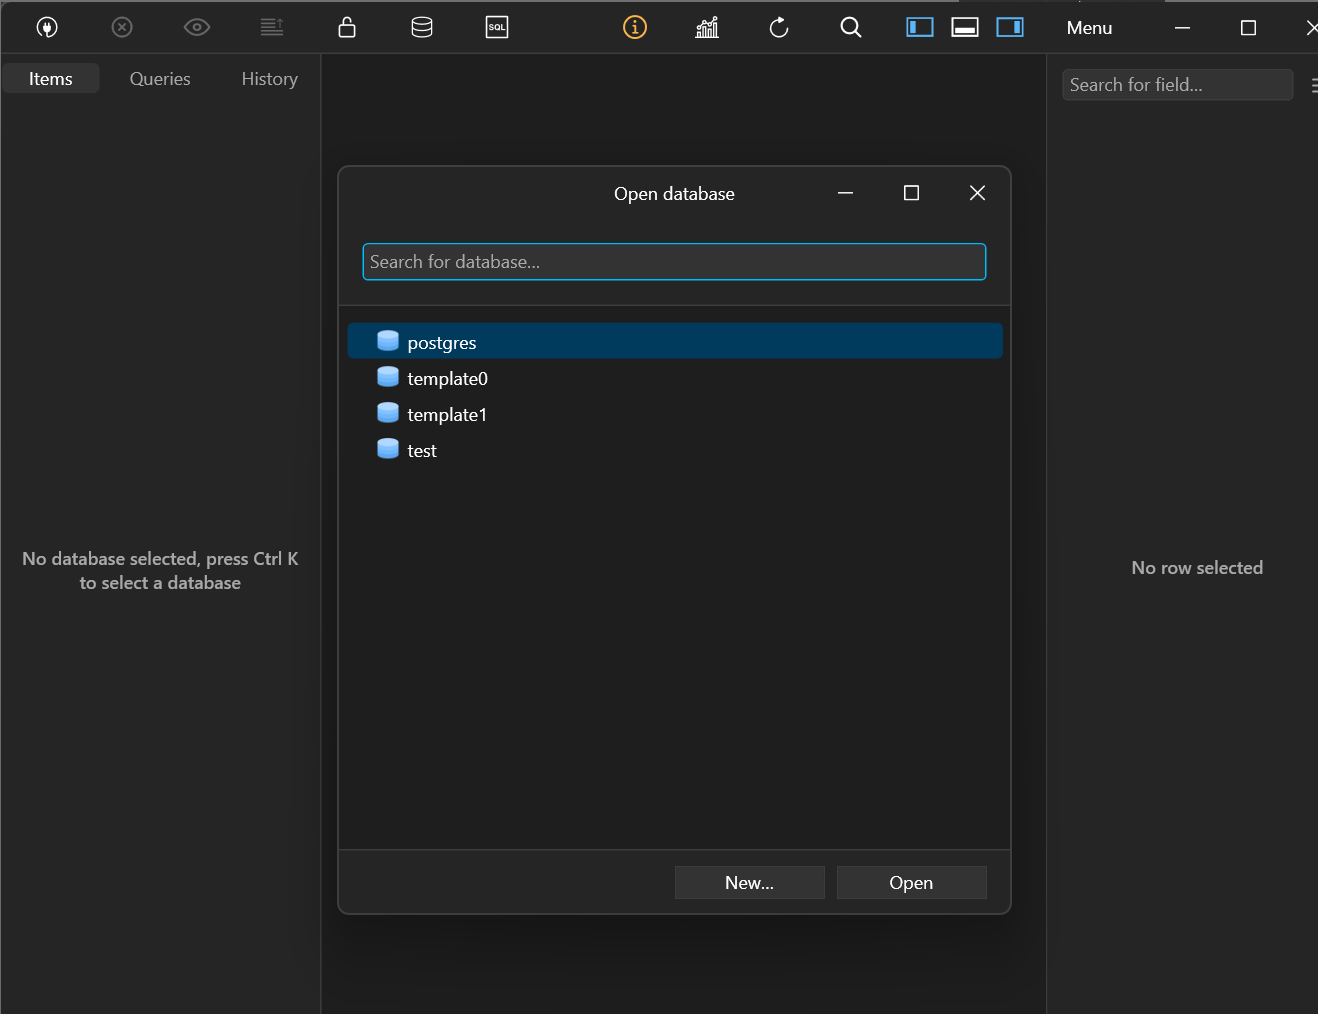 SQL
Menu
Items
Queries
History
Search for field...
Open database
Search for database...
postgres
template0
template1
test
No database selected, press Ctrl K
to select a database
No row selected
New...
Open